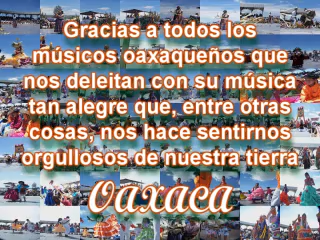 Gracias a todos los
músicos oaxaqueños que
nos deleitan con su música
tan alegre que, entre otras
cosas, nos hace sentirnos
orgullosos de nuestra tierra
Oaxaca